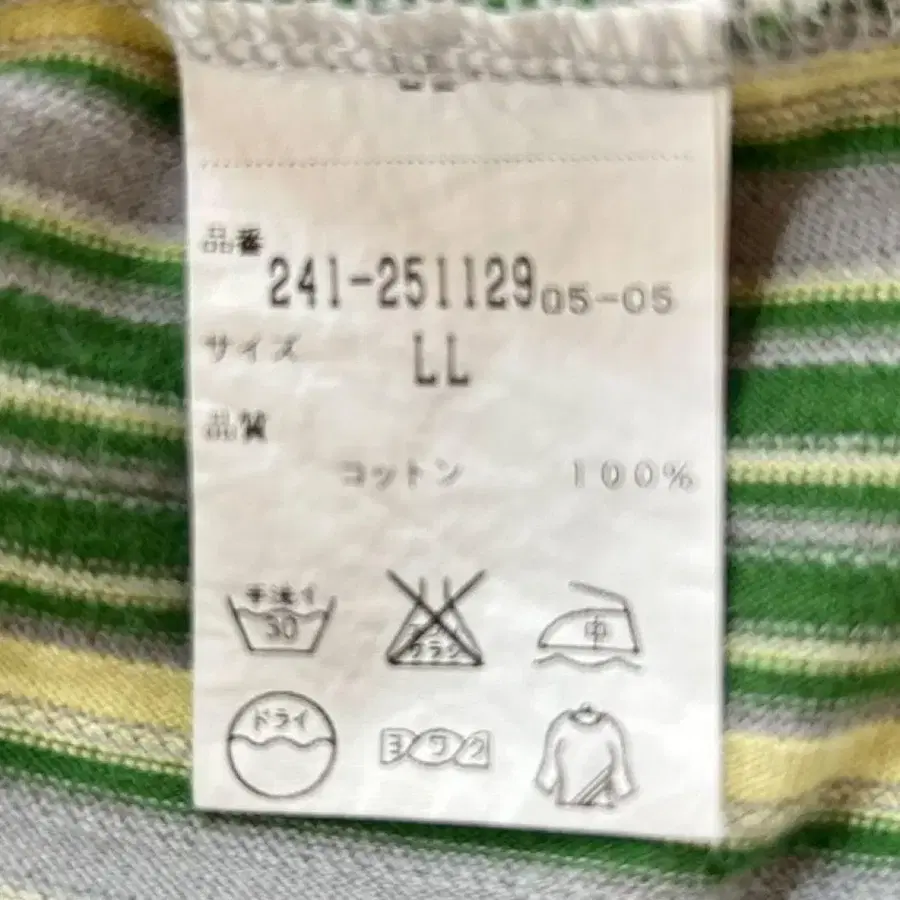 品番
241-251129 05-05
サイズ LL
品質
コットン 100%
手洗イ
30
中
ドライ
ヨワク